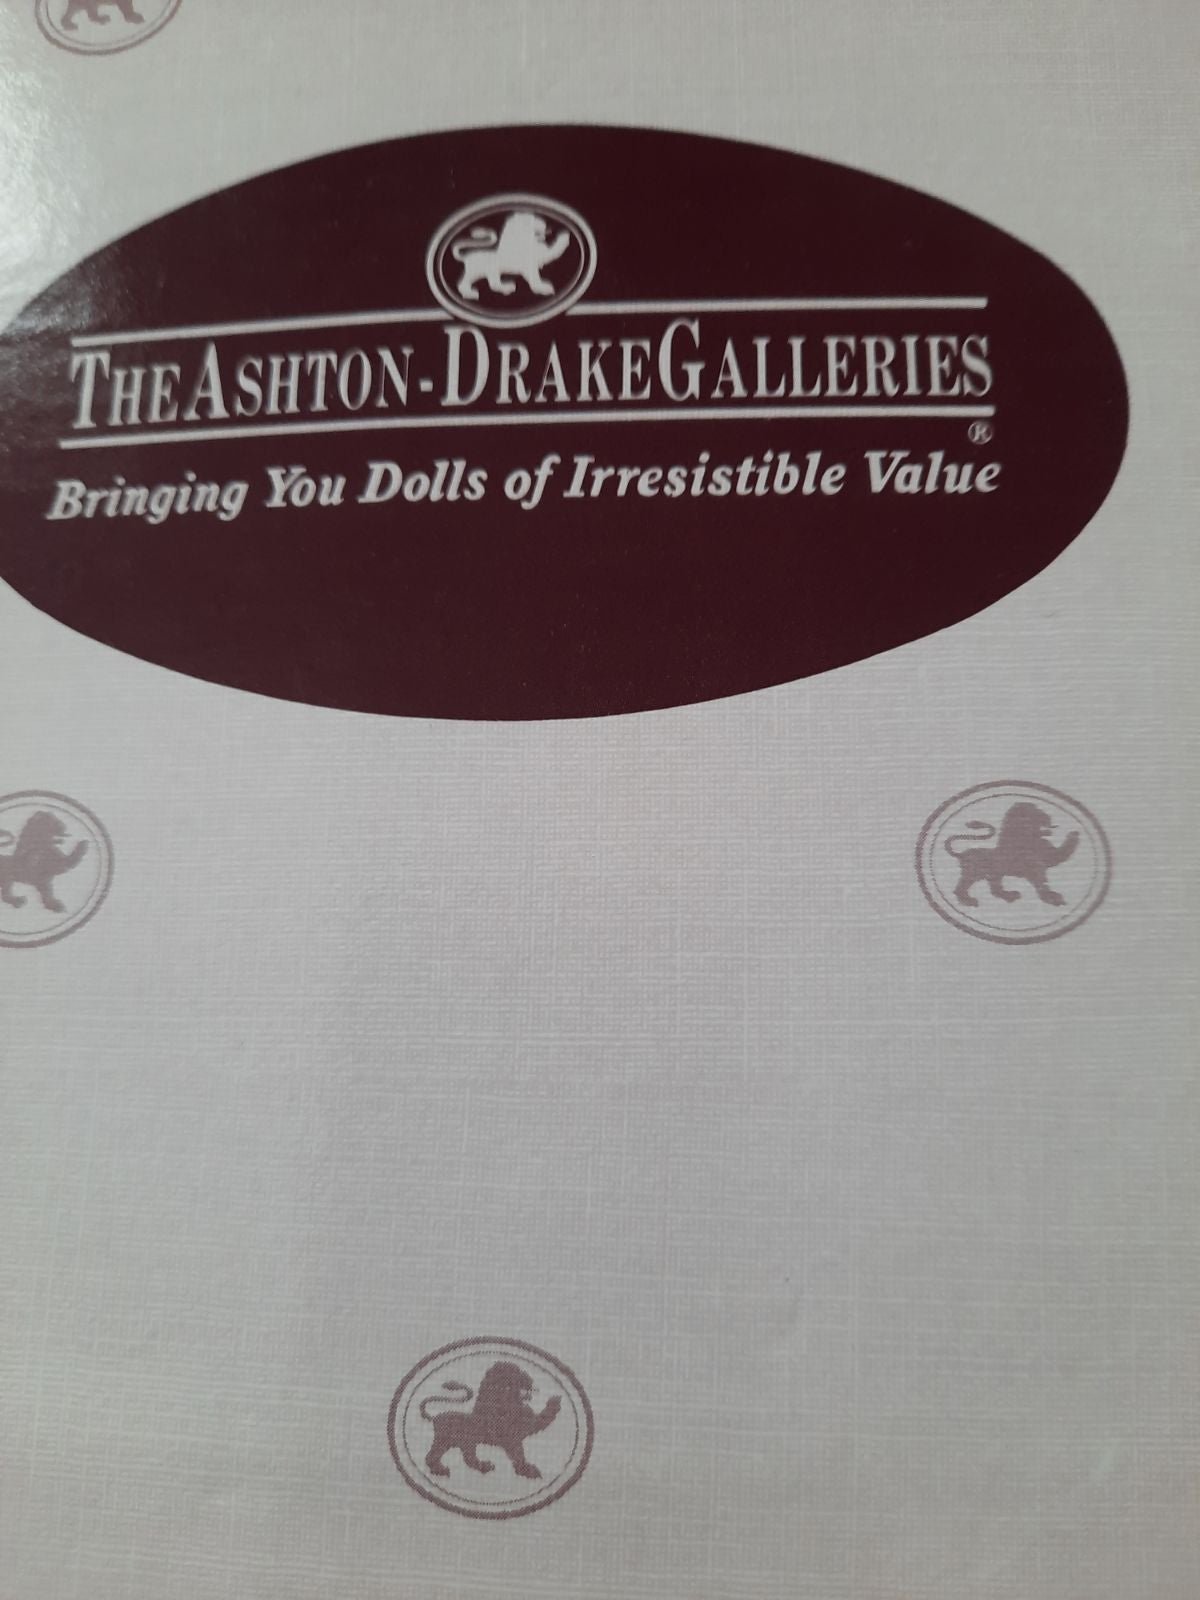 THE ASHTON-DRAKE GALLERIES
®
Bringing You Dolls of Irresistible Value